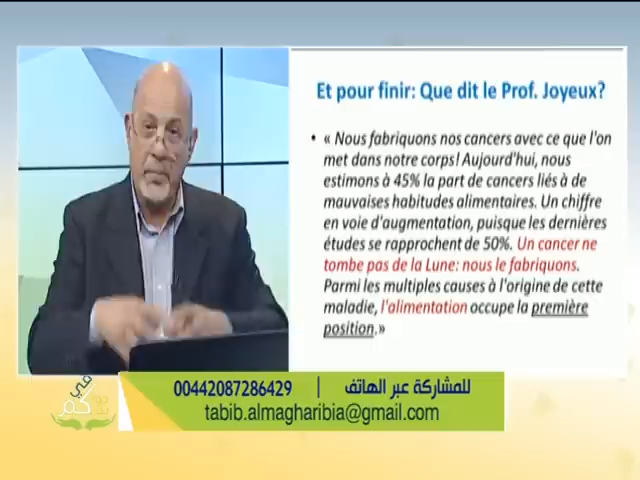 Et pour finir: Que dit le Prof. Joyeux?
• « Nous fabriquons nos cancers avec ce que l'on
met dans notre corps! Aujourd'hui, nous
estimons à 45% la part de cancers liés à de
mauvaises habitudes alimentaires. Un chiffre
en voie d'augmentation, puisque les dernières
études se rapprochent de 50%. Un cancer ne
tombe pas de la Lune: nous le fabriquons.
Parmi les multiples causes à l'origine de cette
maladie, l'alimentation occupe la première
position.»
للمشاركة عبر الهاتف | 00442087286429
tabib.almagharibia@gmail.com
في